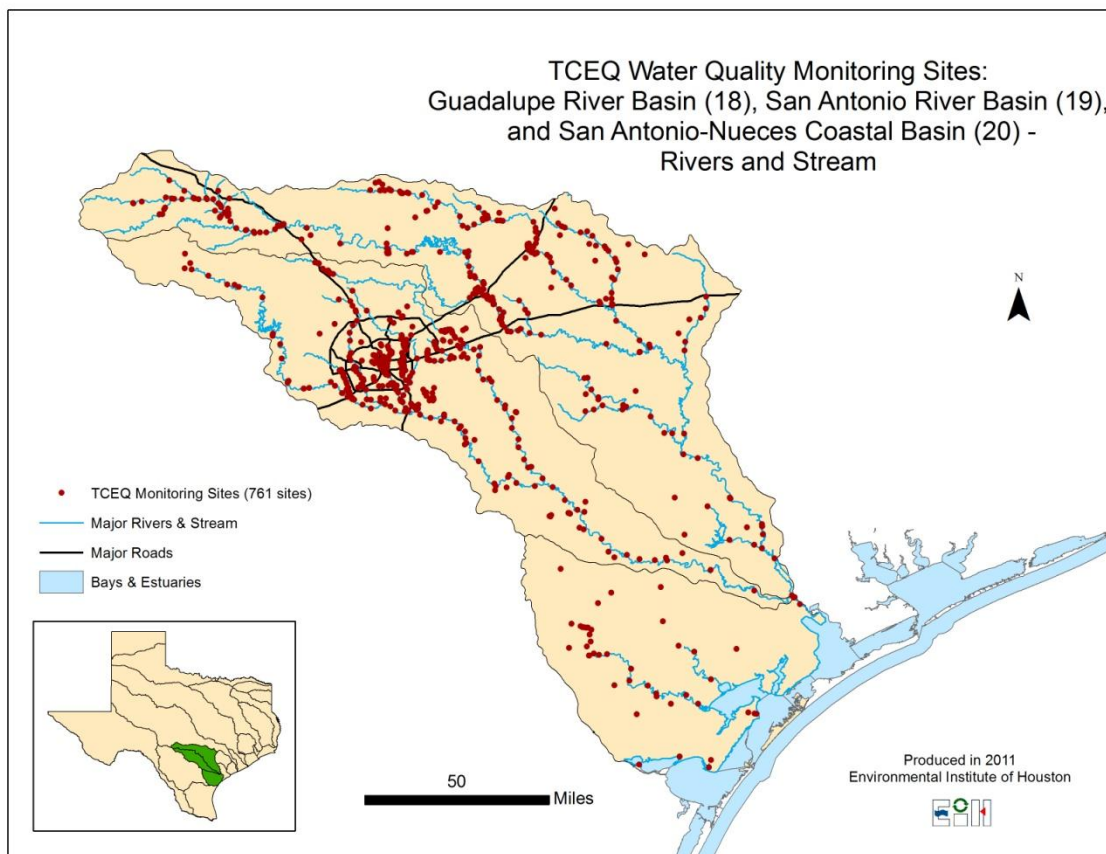 TCEQ Water Quality Monitoring Sites:
Guadalupe River Basin (18), San Antonio River Basin (19),
and San Antonio-Nueces Coastal Basin (20) -
Rivers and Stream
N
TCEQ Monitoring Sites (761 sites)
Major Rivers & Stream
Major Roads
Bays & Estuaries
50
Miles
Produced in 2011
Environmental Institute of Houston
EIH